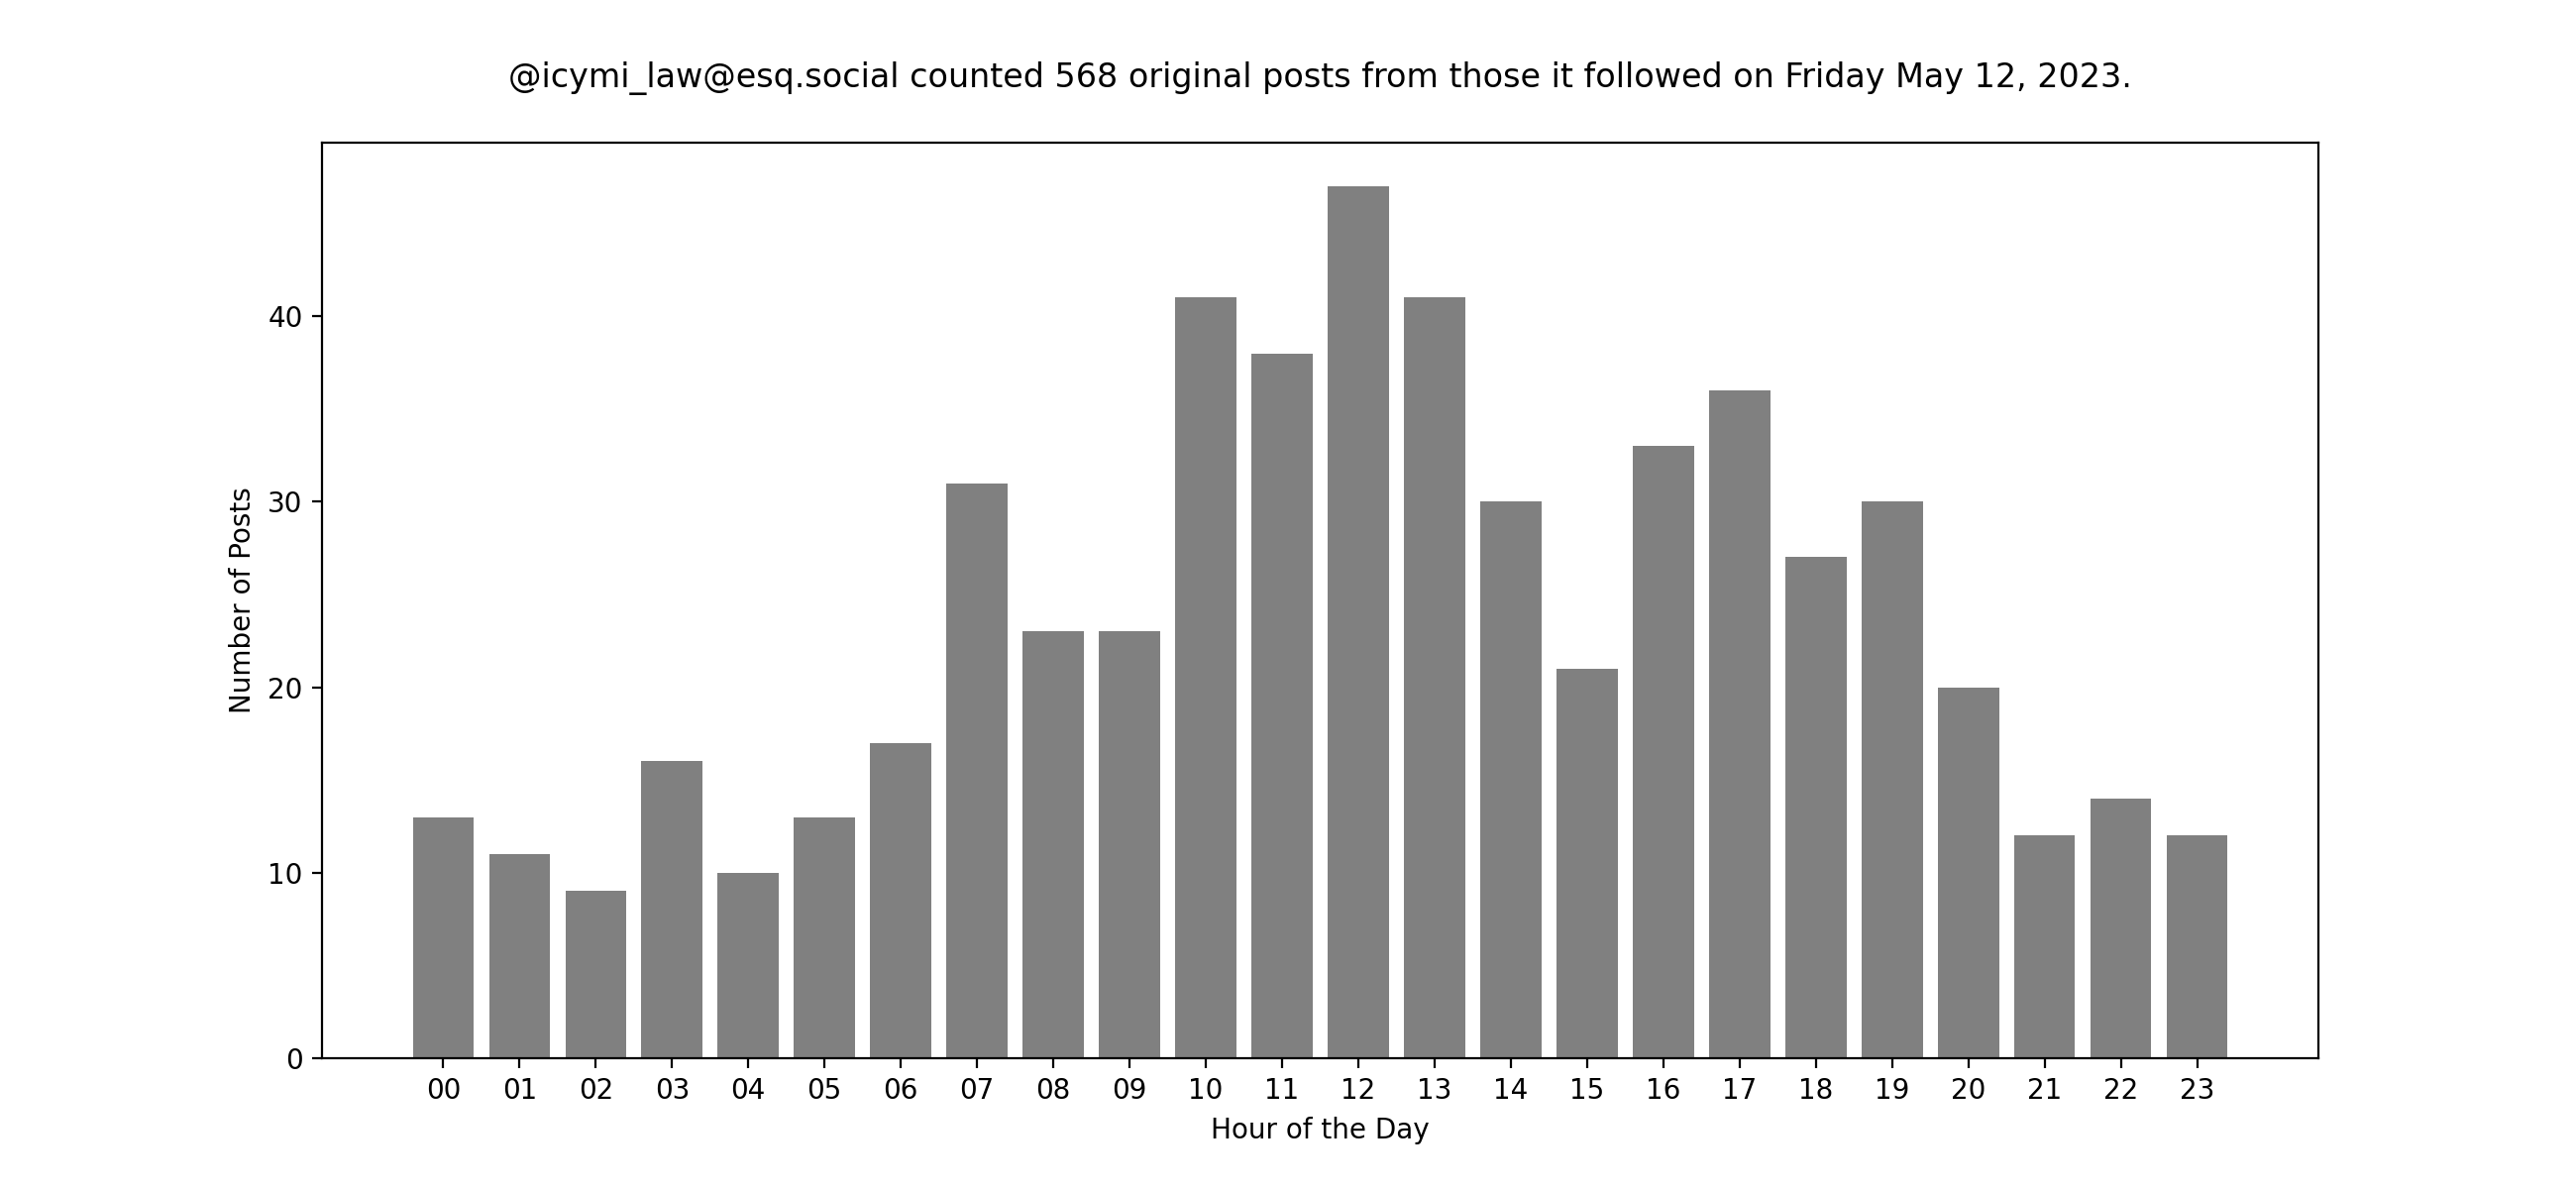 @icymi_law@esq.social counted 568 original posts from those it followed on Friday May 12, 2023.
Number of Posts
40
30
20
10
0
00 01 02 03 04 05 06 07 08 09 10 11 12 13 14 15 16 17 18 19 20 21 22 23
Hour of the Day